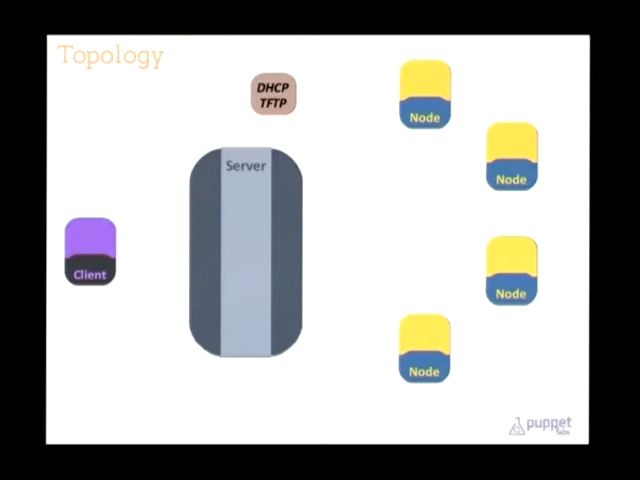 Topology
DHCP
TFTP
Node
Server
Node
Client
Node
Node
puppet
labs